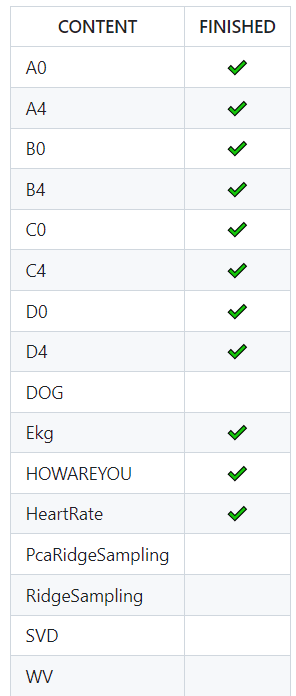 CONTENT FINISHED
A0 ✔
A4 ✔
B0 ✔
B4 ✔
C0 ✔
C4 ✔
D0 ✔
D4 ✔
DOG
Ekg ✔
HOWAREYOU ✔
HeartRate ✔
PcaRidgeSampling
RidgeSampling
SVD
WV